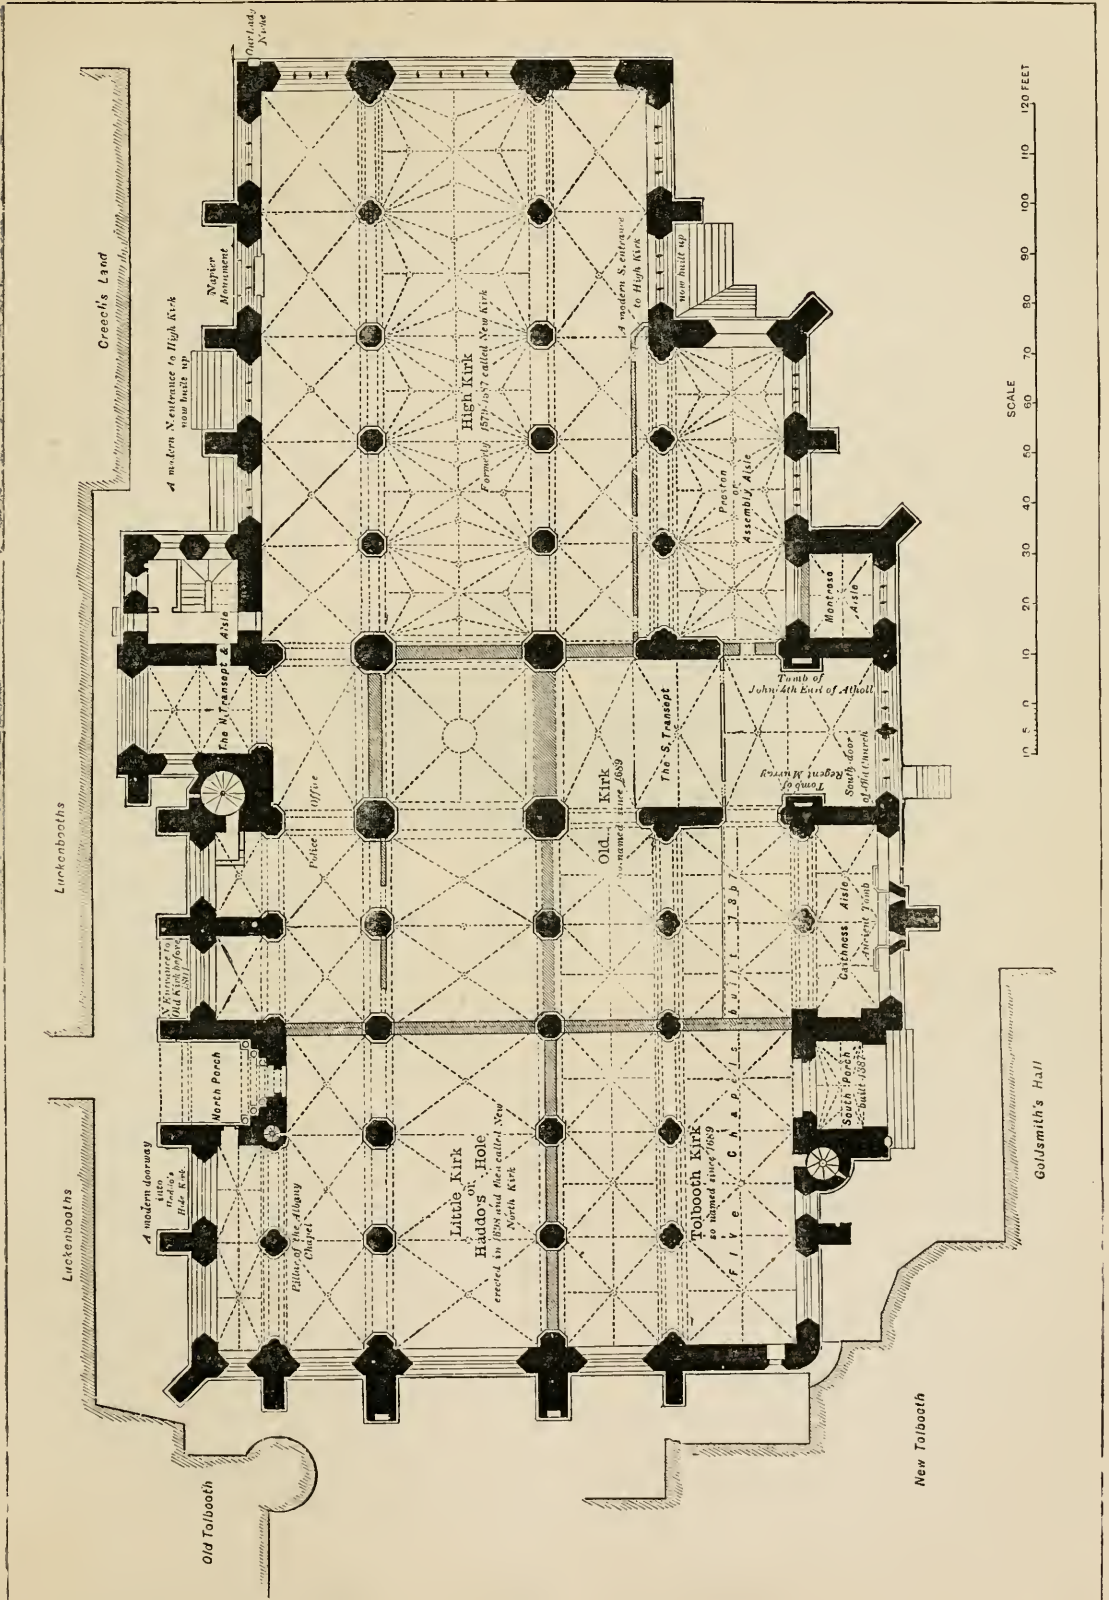 Our Lady
Niche
Creech's Land
Napier
Monument
A modern N. entrance to High Kirk
now built up
A modern S. entrance
to High Kirk
now built up
High Kirk
Formerly 1579-1587 called New Kirk
Preston
or
Assembly Aisle
Montrose
Aisle
The N. Transept & Aisle
Tomb of
John 4th Earl of Atholl
The S. Transept
Tomb of
Regent Murray
South door
of Old Church
Luckenbooths
Police Office
Old Kirk
so named since 1689
N. Entrance to
Old Kirk before
Caithness Aisle
Ancient Tomb
North Porch
South Porch
built 1387
A modern doorway
into
Haddo's
Hole Kirk
Pillar of the Albany
Chapel
Little Kirk
or
Haddo's Hole
erected in 1698 and then called New
North Kirk
Tolbooth Kirk
so named since 1689
Five Chapels built 1387
Luckenbooths
Goldsmith's Hall
Old Tolbooth
New Tolbooth
SCALE
10 5 0 10 20 30 40 50 60 70 80 90 100 110 120 FEET